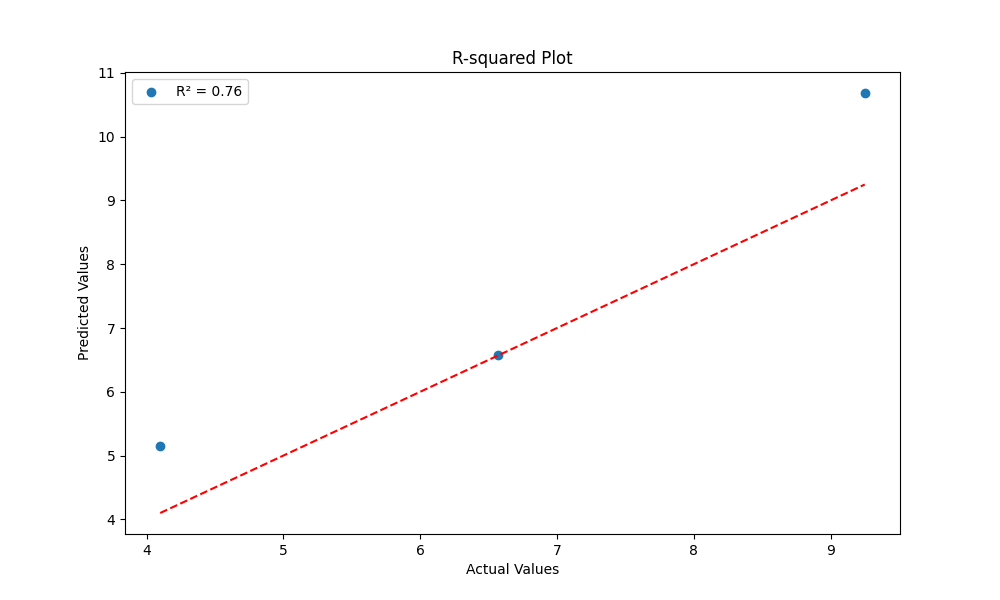 R-squared Plot
R² = 0.76
11
10
9
8
7
6
5
4
Predicted Values
4 5 6 7 8 9
Actual Values